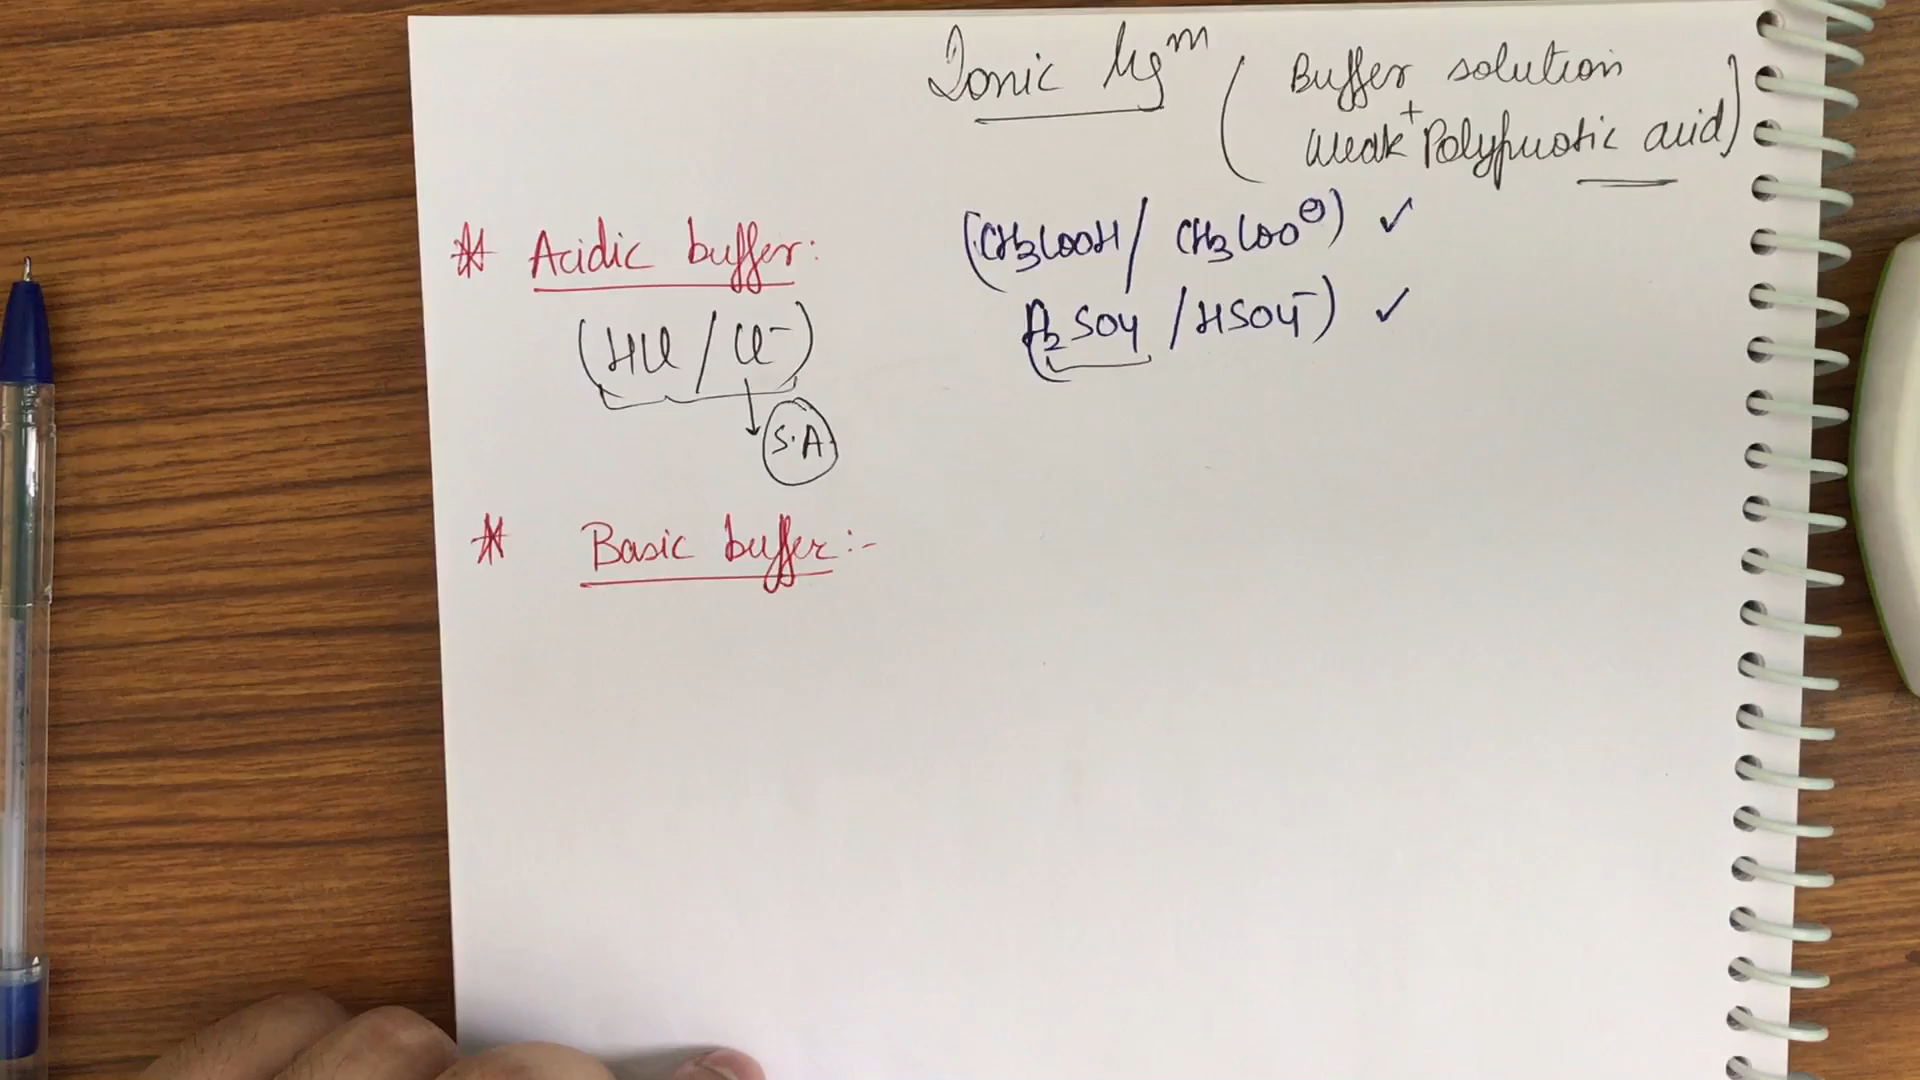 Ionic Eqm ( Buffer solution
+
Weak Polyprotic acid)
* Acidic buffer: (CH3COOH / CH3COO⊖) ✓
(HCl / Cl-) (H2SO4 / HSO4-) ✓
S.A
* Basic buffer:-